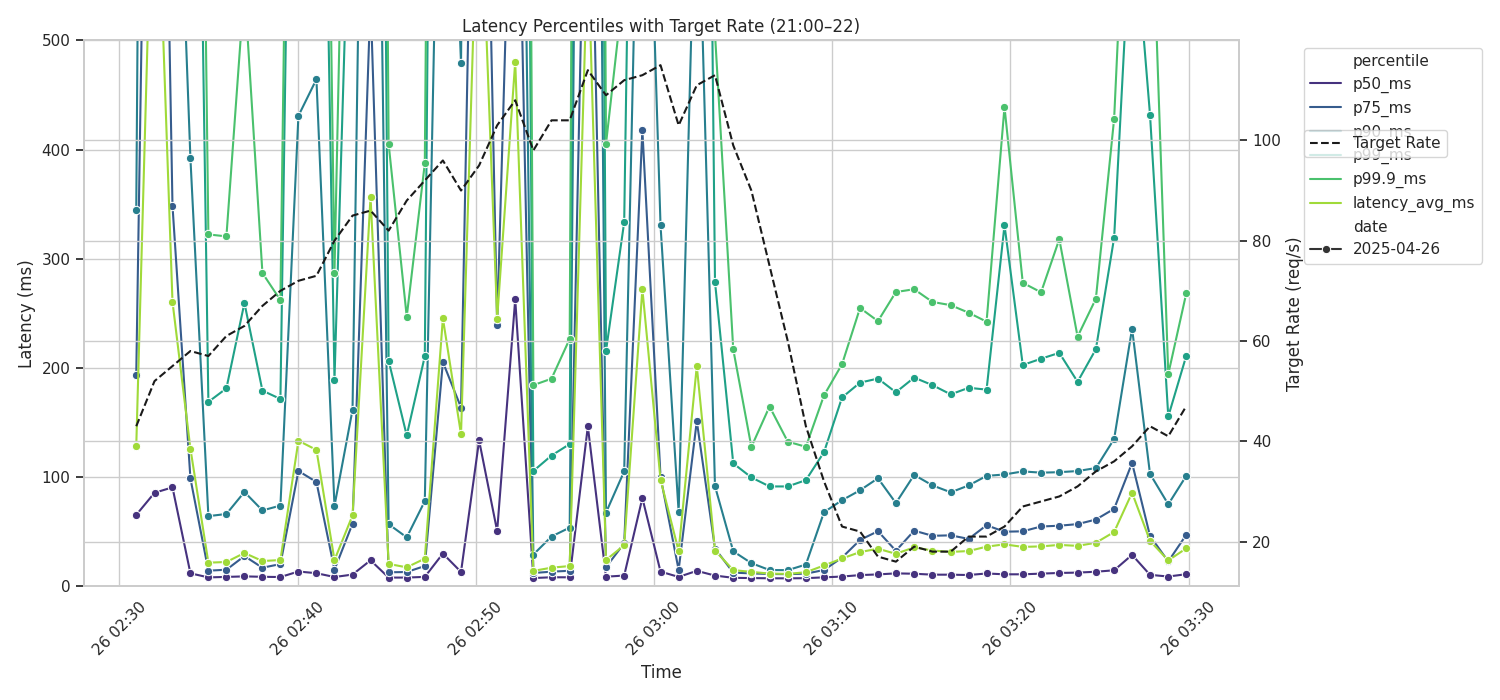 Latency Percentiles with Target Rate (21:00–22)
500
400
300
200
100
0
Latency (ms)
26 02:30
26 02:40
26 02:50
26 03:00
26 03:10
26 03:20
26 03:30
Time
100
80
60
40
20
Target Rate (req/s)
percentile
p50_ms
p75_ms
p90_ms
Target Rate
p99_ms
p99.9_ms
latency_avg_ms
date
2025-04-26